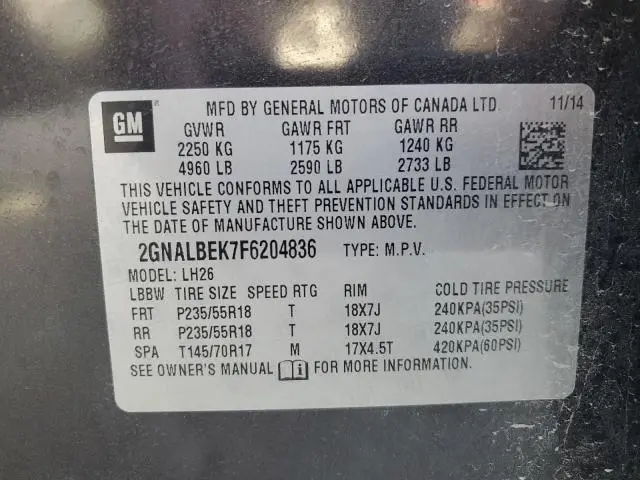 GM ®
MFD BY GENERAL MOTORS OF CANADA LTD. 11/14
GVWR GAWR FRT GAWR RR
2250 KG 1175 KG 1240 KG
4960 LB 2590 LB 2733 LB
THIS VEHICLE CONFORMS TO ALL APPLICABLE U.S. FEDERAL MOTOR
VEHICLE SAFETY AND THEFT PREVENTION STANDARDS IN EFFECT ON
THE DATE OF MANUFACTURE SHOWN ABOVE.
2GNALBEK7F6204836 TYPE: M.P.V.
MODEL: LH26
LBBW TIRE SIZE SPEED RTG RIM COLD TIRE PRESSURE
FRT P235/55R18 T 18X7J 240KPA(35PSI)
RR P235/55R18 T 18X7J 240KPA(35PSI)
SPA T145/70R17 M 17X4.5T 420KPA(60PSI)
SEE OWNER'S MANUAL FOR MORE INFORMATION.